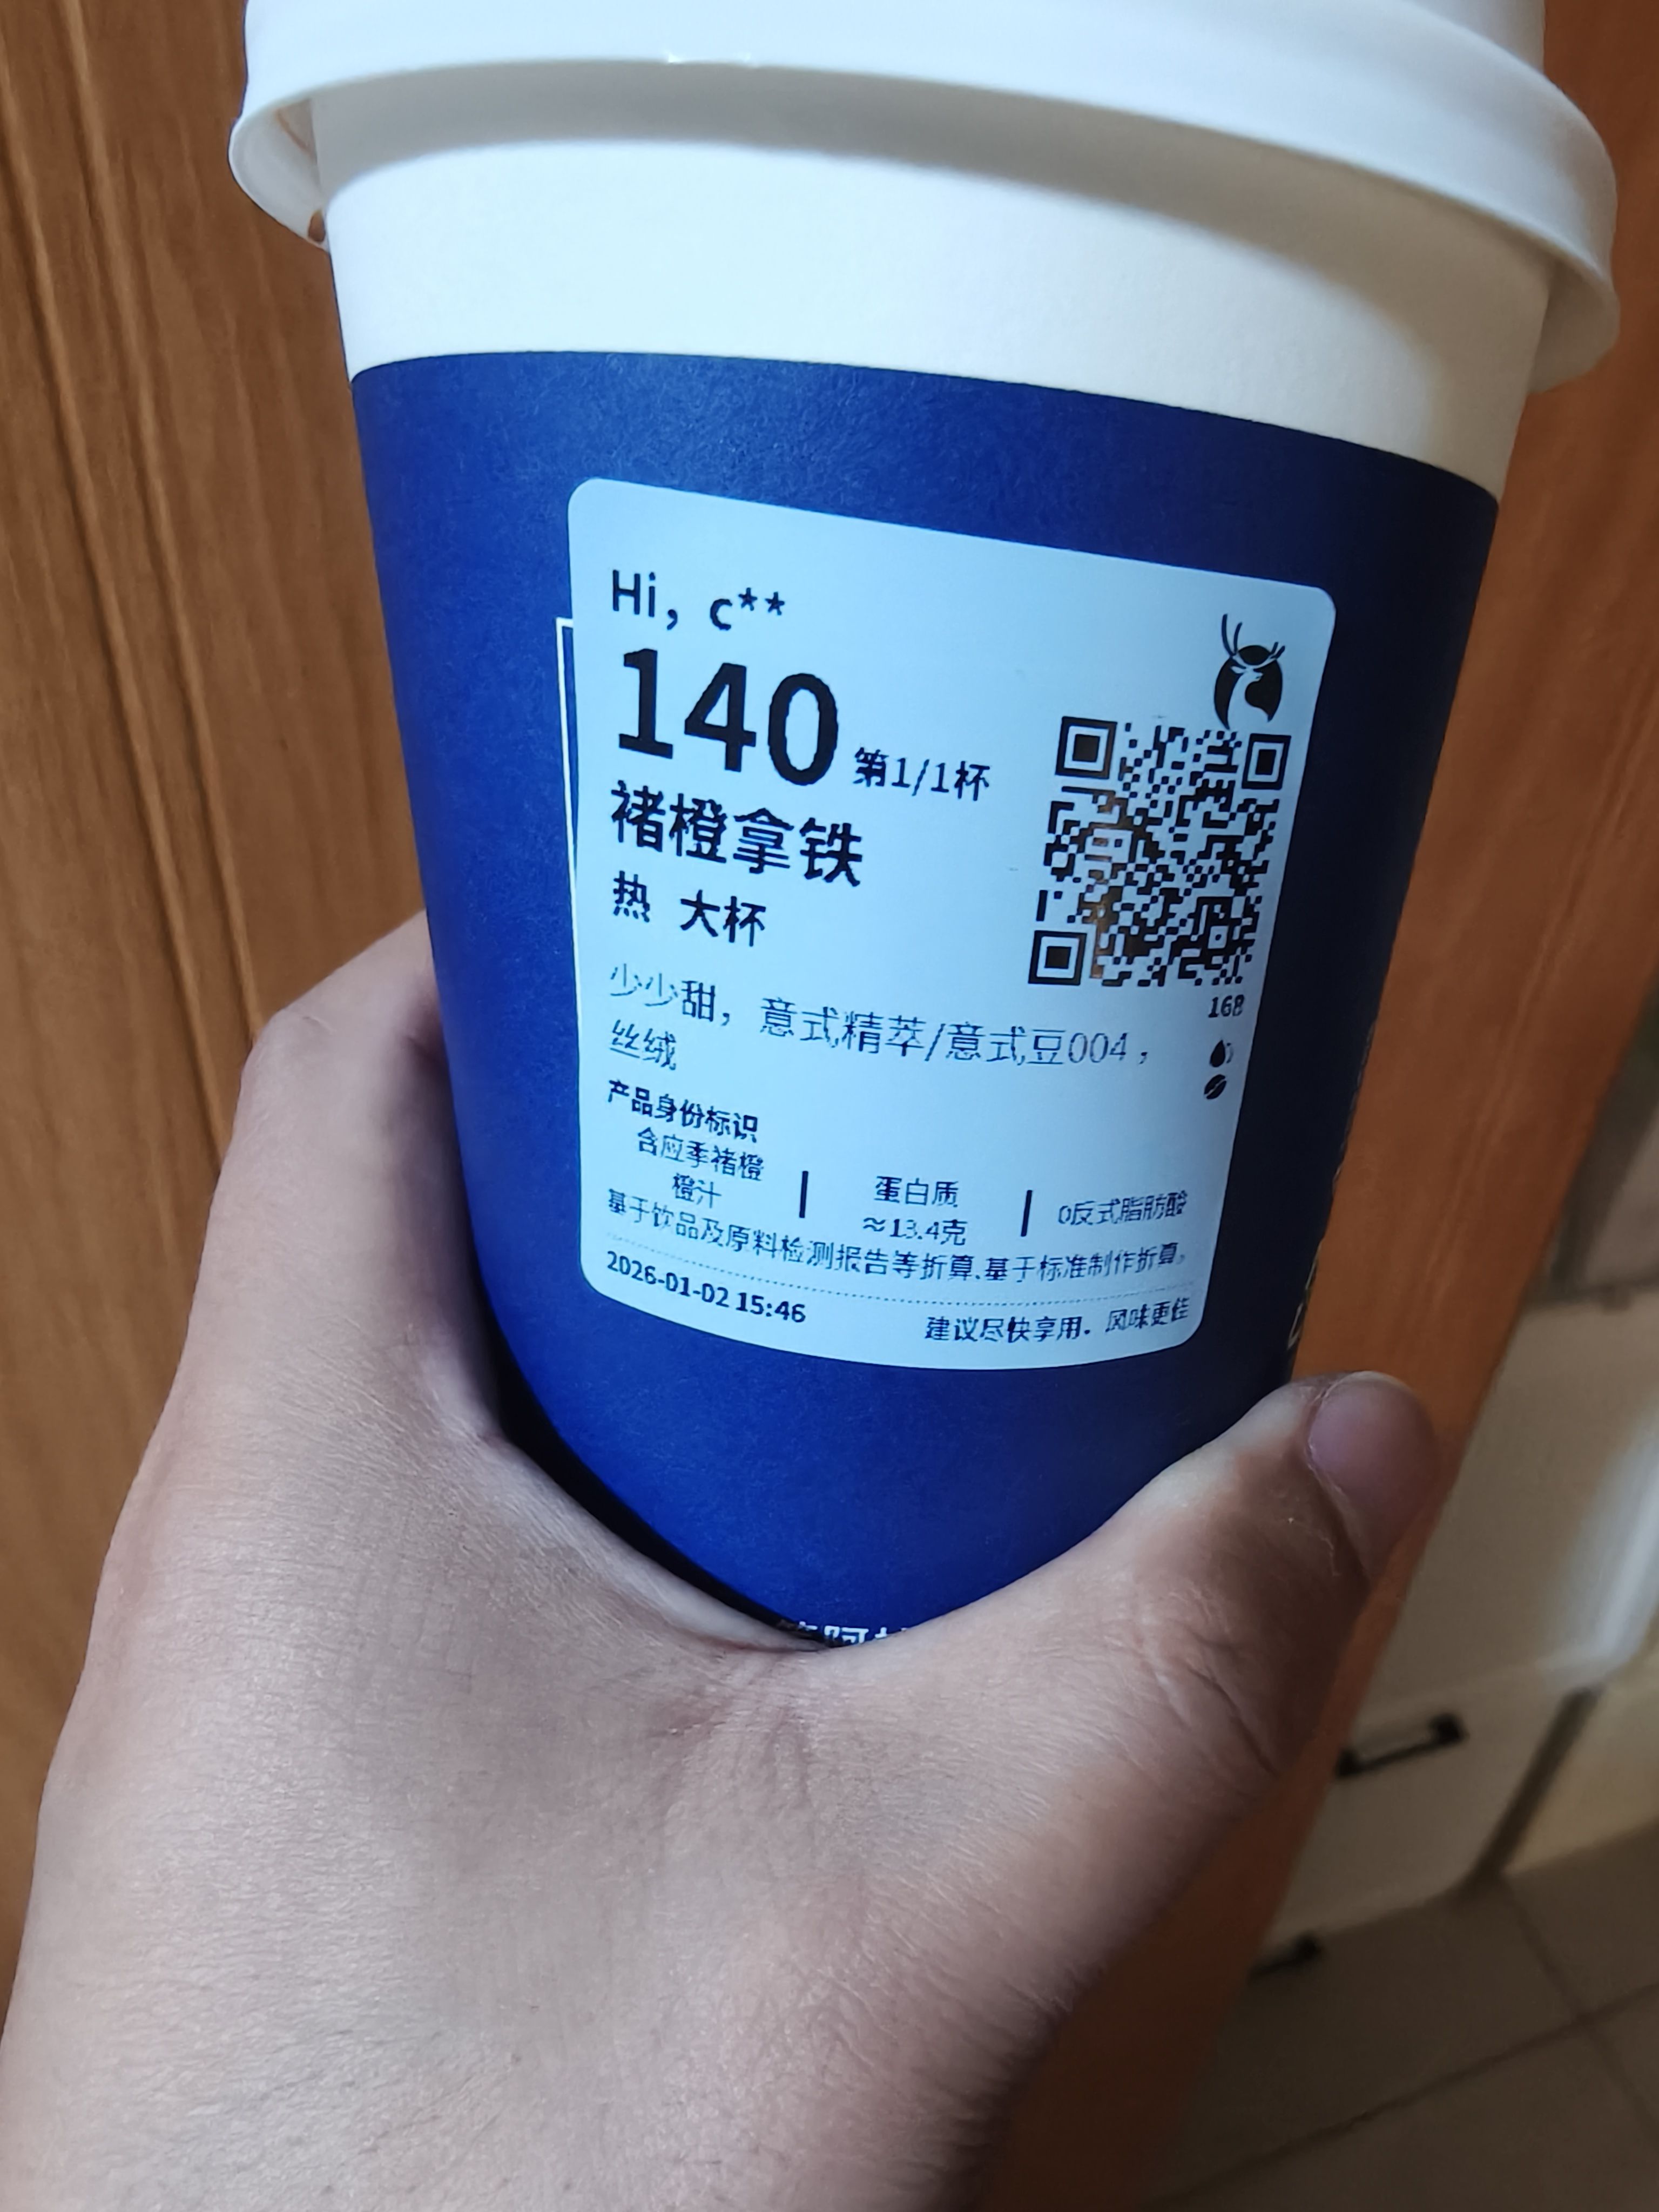 Hi, c**
140 第1/1杯
褚橙拿铁
热 大杯
168
少少甜，意式精萃/意式豆004，
丝绒
产品身份标识
含应季褚橙
橙汁
蛋白质
≈13.4克
0反式脂肪酸
基于饮品及原料检测报告等折算、基于标准制作折算。
2026-01-02 15:46
建议尽快享用。风味更佳